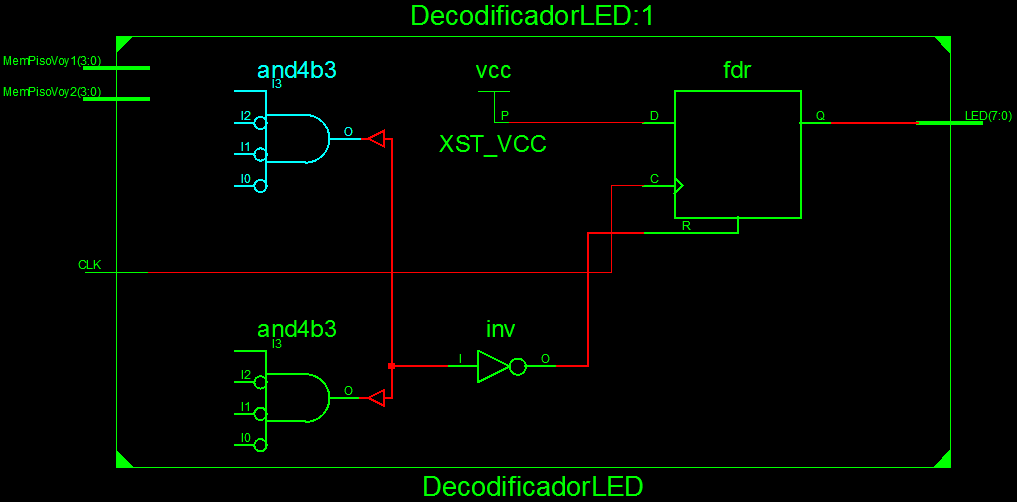 DecodificadorLED:1
MemPisoVoy1(3:0)
MemPisoVoy2(3:0)
and4b3
I3
I2
I1
I0
O
vcc
P
XST_VCC
fdr
D
C
R
Q
LED(7:0)
CLK
and4b3
I3
I2
I1
I0
O
inv
I
O
DecodificadorLED